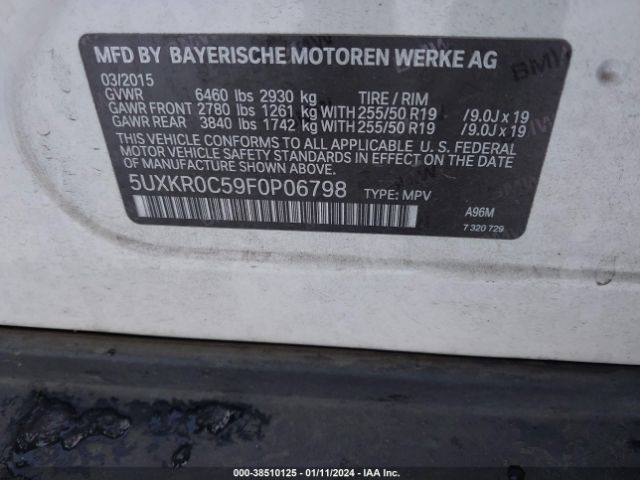 MFD BY BAYERISCHE MOTOREN WERKE AG
03/2015
GVWR 6460 lbs 2930 kg TIRE / RIM
GAWR FRONT 2780 lbs 1261 kg WITH 255/50 R19 /9.0J x 19
GAWR REAR 3840 lbs 1742 kg WITH 255/50 R19 /9.0J x 19
THIS VEHICLE CONFORMS TO ALL APPLICABLE U. S. FEDERAL
MOTOR VEHICLE SAFETY STANDARDS IN EFFECT ON THE DATE
OF MANUFACTURE SHOWN ABOVE.
5UXKR0C59F0P06798 TYPE: MPV
A96M
7 320 729
000-38510125 - 01/11/2024 - IAA Inc.